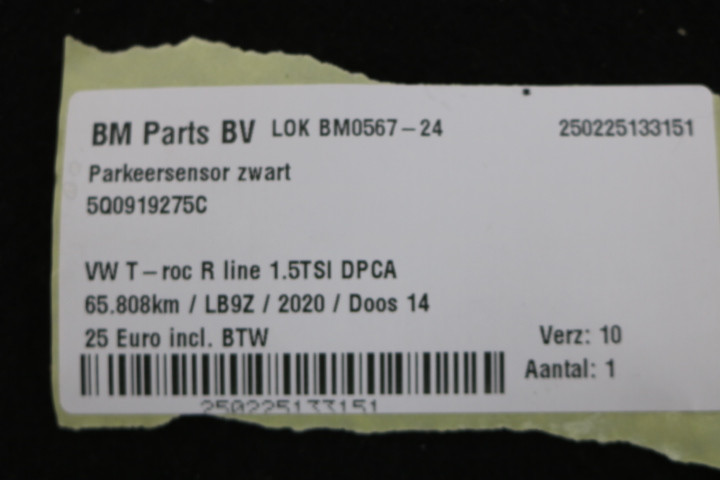 BM Parts BV LOK BM0567-24 250225133151
Parkeersensor zwart
5Q0919275C
VW T-roc R line 1.5TSI DPCA
65.808km / LB9Z / 2020 / Doos 14
25 Euro incl. BTW Verz: 10
Aantal: 1
250225133151